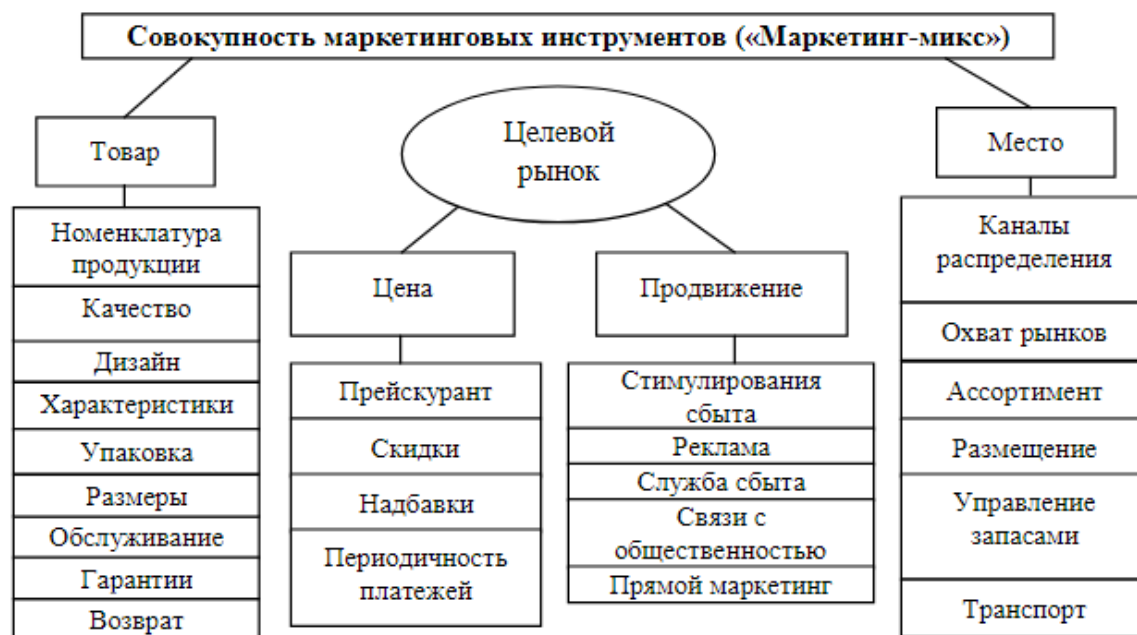 Совокупность маркетинговых инструментов («Маркетинг-микс»)
Товар
Номенклатура
продукции
Качество
Дизайн
Характеристики
Упаковка
Размеры
Обслуживание
Гарантии
Возврат
Целевой
рынок
Цена
Прейскурант
Скидки
Надбавки
Периодичность
платежей
Продвижение
Стимулирования
сбыта
Реклама
Служба сбыта
Связи с
общественностью
Прямой маркетинг
Место
Каналы
распределения
Охват рынков
Ассортимент
Размещение
Управление
запасами
Транспорт